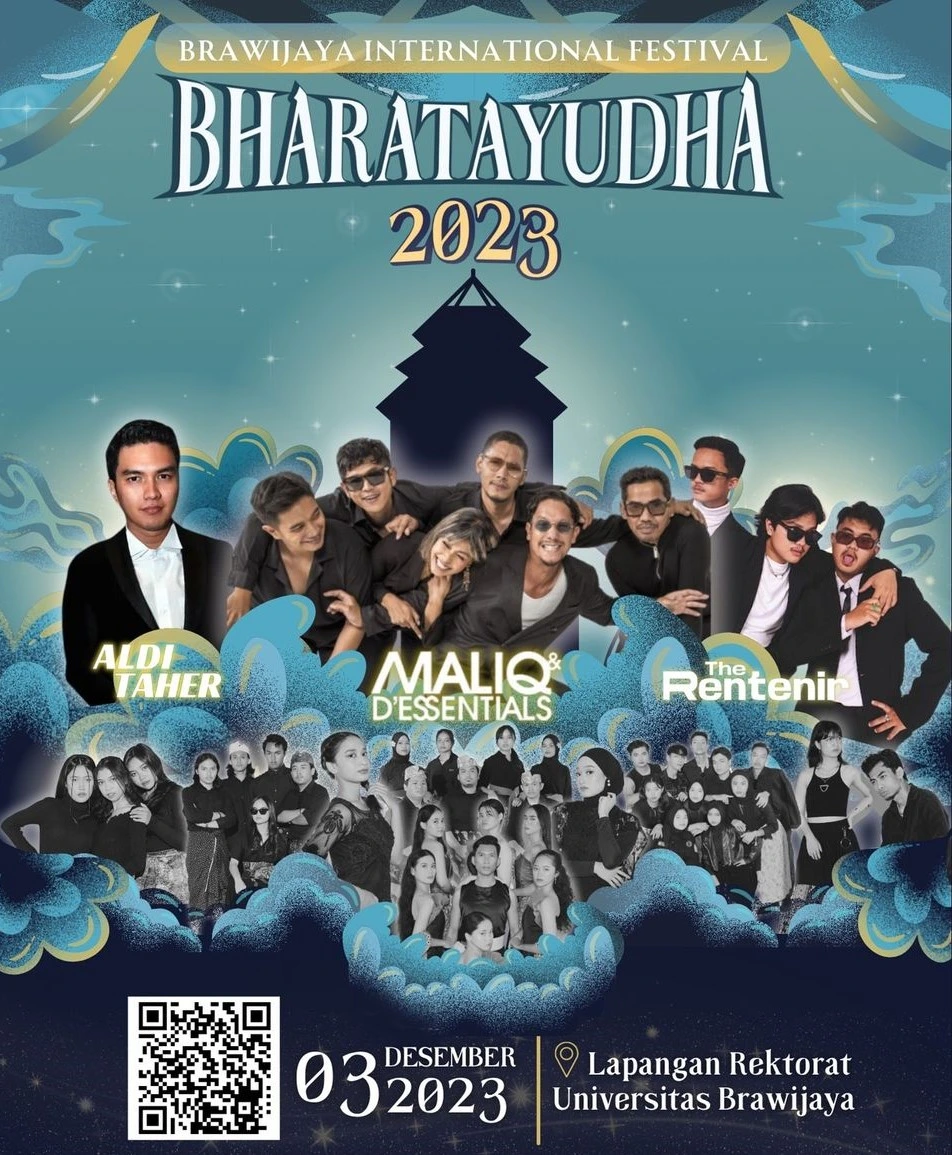 BRAWIJAYA INTERNATIONAL FESTIVAL
BHARATAYUDHA
2023
ALDI
TAHER
MALIQ &
D'ESSENTIALS
The
Rentenir
03
DESEMBER
2023
Lapangan Rektorat
Universitas Brawijaya